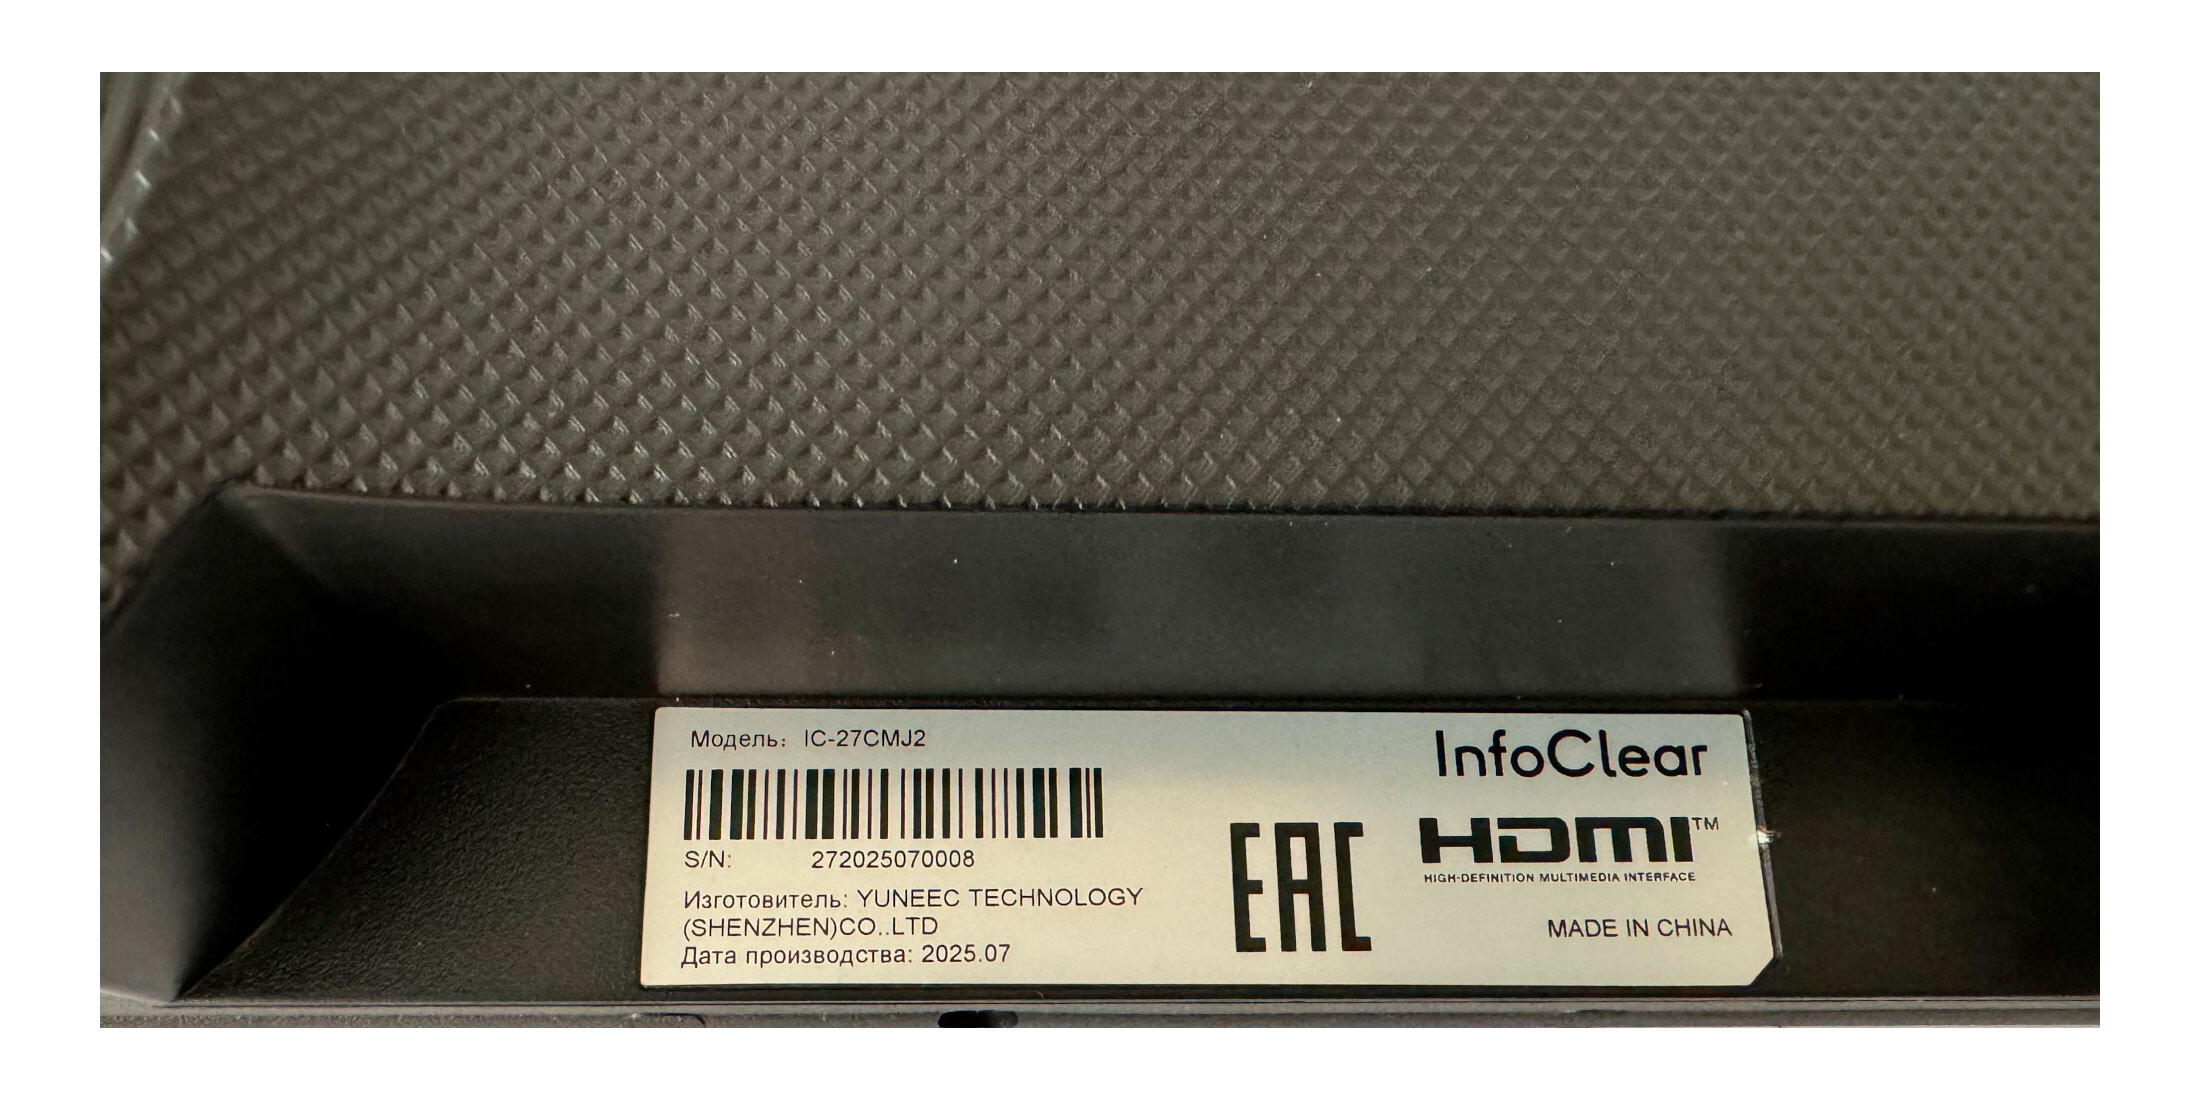 Модель: IC-27CMJ2
InfoClear
S/N: 272025070008
EAC
HDMI™
HIGH-DEFINITION MULTIMEDIA INTERFACE
Изготовитель: YUNEEC TECHNOLOGY
(SHENZHEN)CO..LTD
Дата производства: 2025.07
MADE IN CHINA